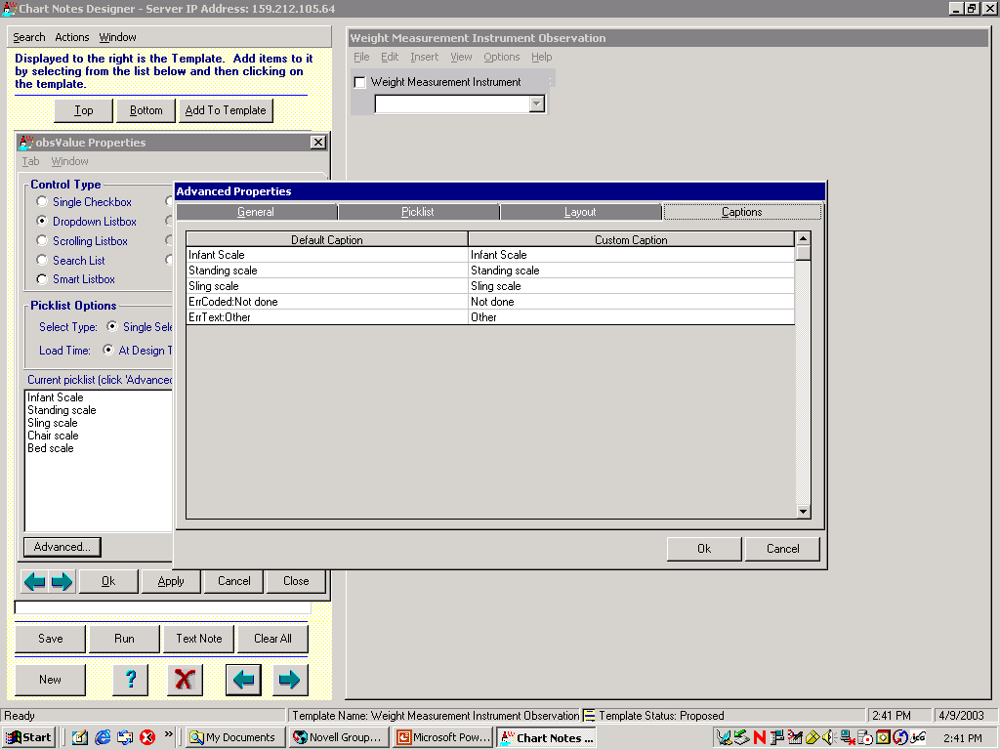 Chart Notes Designer - Server IP Address: 159.212.105.64
Search Actions Window
Displayed to the right is the Template. Add items to it
by selecting from the list below and then clicking on
the template.
Top Bottom Add To Template
obsValue Properties
Tab Window
Control Type
Single Checkbox
Dropdown Listbox
Scrolling Listbox
Search List
Smart Listbox
Picklist Options
Select Type: Single Sele
Load Time: At Design T
Current picklist (click 'Advanced
Infant Scale
Standing scale
Sling scale
Chair scale
Bed scale
Advanced...
Ok Apply Cancel Close
Save Run Text Note Clear All
New ?
Weight Measurement Instrument Observation
File Edit Insert View Options Help
Weight Measurement Instrument
Advanced Properties
General Picklist Layout Captions
Default Caption Custom Caption
Infant Scale Infant Scale
Standing scale Standing scale
Sling scale Sling scale
ErrCoded:Not done Not done
ErrText:Other Other
Ok Cancel
Ready Template Name: Weight Measurement Instrument Observation Template Status: Proposed 2:41 PM 4/9/2003
Start » My Documents Novell Group... Microsoft Pow... Chart Notes ... N 2:41 PM